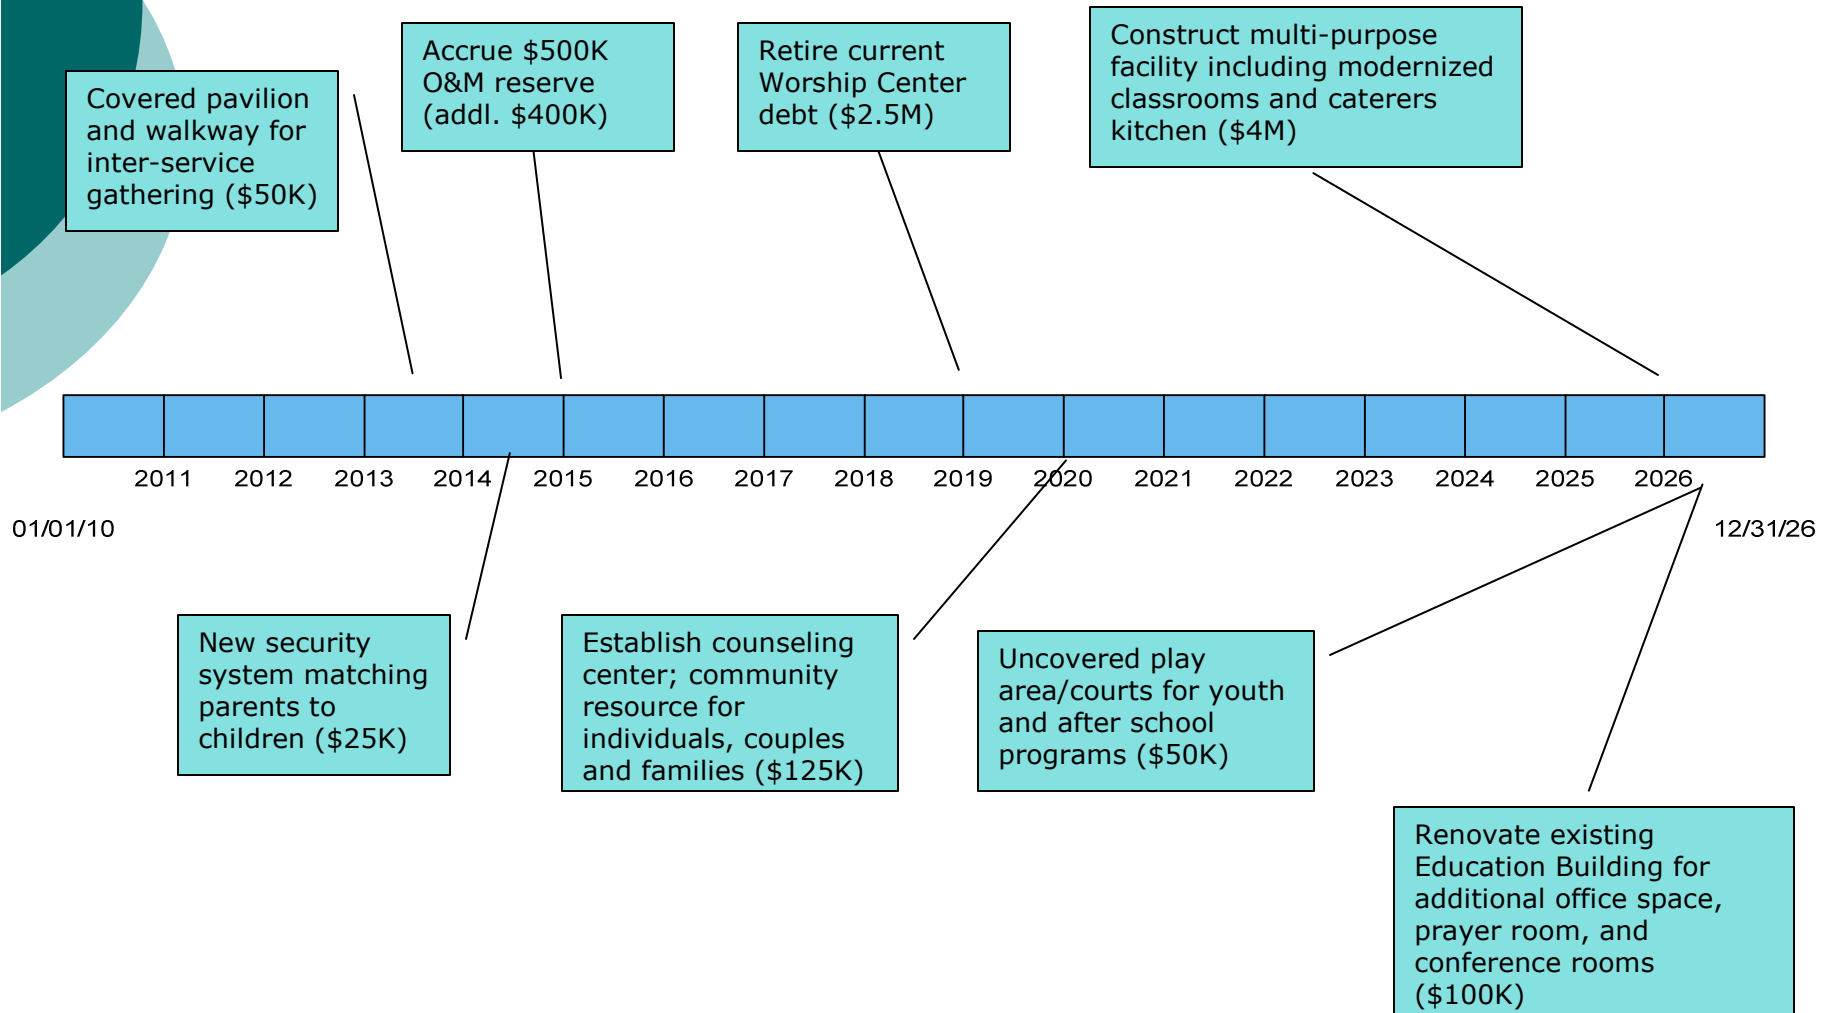 Covered pavilion
and walkway for
inter-service
gathering ($50K)
Accrue $500K
O&M reserve
(addl. $400K)
Retire current
Worship Center
debt ($2.5M)
Construct multi-purpose
facility including modernized
classrooms and caterers
kitchen ($4M)
2011 2012 2013 2014 2015 2016 2017 2018 2019 2020 2021 2022 2023 2024 2025 2026
01/01/10 12/31/26
New security
system matching
parents to
children ($25K)
Establish counseling
center; community
resource for
individuals, couples
and families ($125K)
Uncovered play
area/courts for youth
and after school
programs ($50K)
Renovate existing
Education Building for
additional office space,
prayer room, and
conference rooms
($100K)